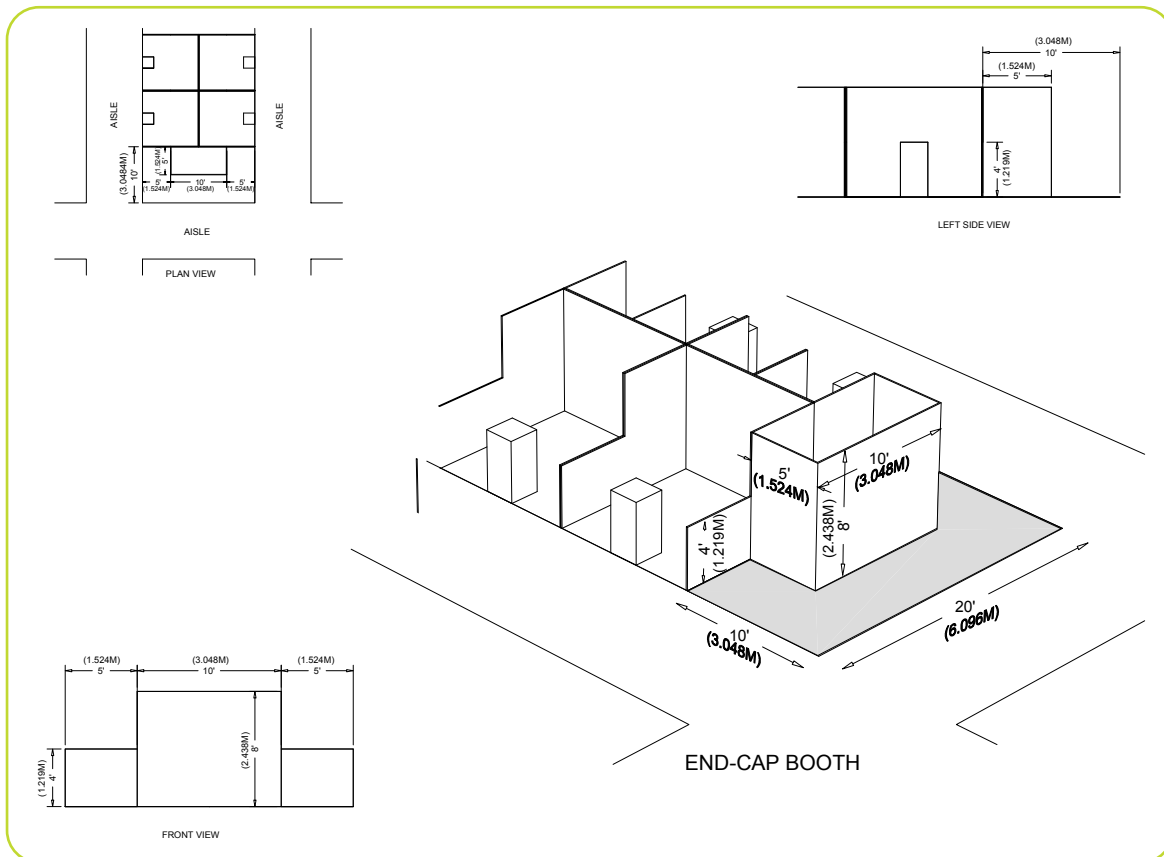 AISLE
AISLE
(3.0484M)
10'
(1.524M)
5'
5'
10'
5'
(1.524M)
(3.048M)
(1.524M)
AISLE
PLAN VIEW
(3.048M)
10'
(1.524M)
5'
4'
(1.219M)
LEFT SIDE VIEW
5'
(1.524M)
10'
(3.048M)
(2.438M)
8'
4'
(1.219M)
10'
(3.048M)
20'
(6.096M)
END-CAP BOOTH
(1.524M)
5'
(3.048M)
10'
(1.524M)
5'
(1.219M)
4'
(2.438M)
8'
FRONT VIEW